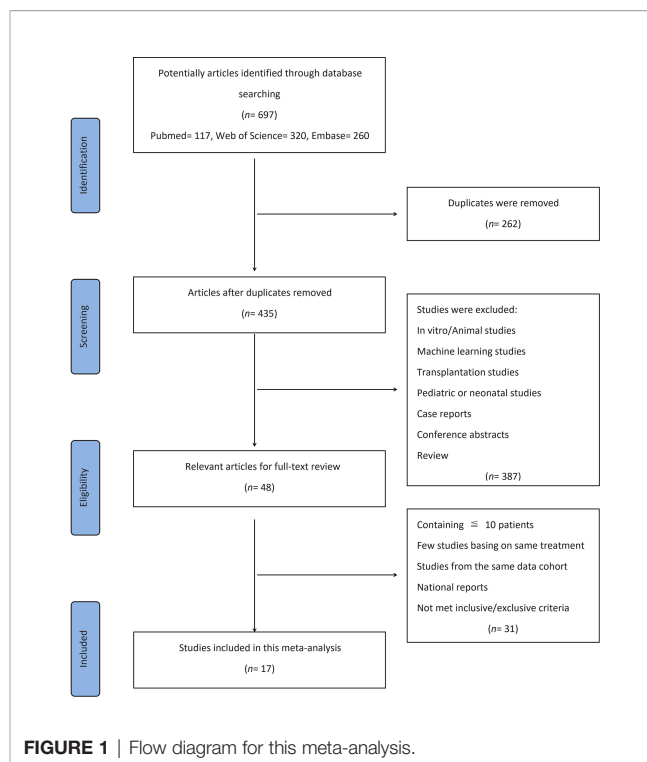 Potentially articles identified through database
searching
(n= 697)
Pubmed= 117, Web of Science= 320, Embase= 260
Identification
Duplicates were removed
(n= 262)
Articles after duplicates removed
(n= 435)
Screening
Studies were excluded:
In vitro/Animal studies
Machine learning studies
Transplantation studies
Pediatric or neonatal studies
Case reports
Conference abstracts
Review
(n= 387)
Relevant articles for full-text review
(n= 48)
Eligibility
Containing ≦ 10 patients
Few studies basing on same treatment
Studies from the same data cohort
National reports
Not met inclusive/exclusive criteria
(n= 31)
Studies included in this meta-analysis
(n= 17)
Included
FIGURE 1 | Flow diagram for this meta-analysis.